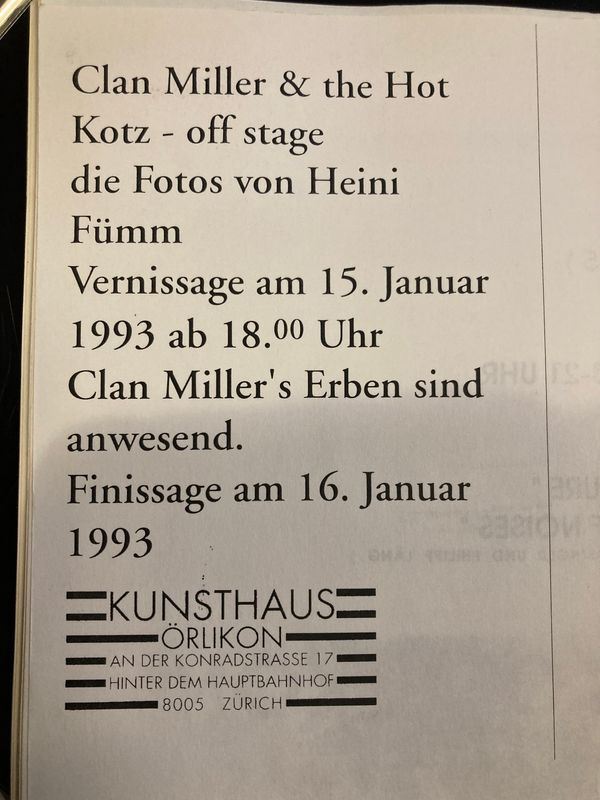 Clan Miller & the Hot
Kotz - off stage
die Fotos von Heini
Fümm
Vernissage am 15. Januar
1993 ab 18.00 Uhr
Clan Miller's Erben sind
anwesend.
Finissage am 16. Januar
1993
KUNSTHAUS
ÖRLIKON
AN DER KONRADSTRASSE 17
HINTER DEM HAUPTBAHNHOF
8005 ZÜRICH